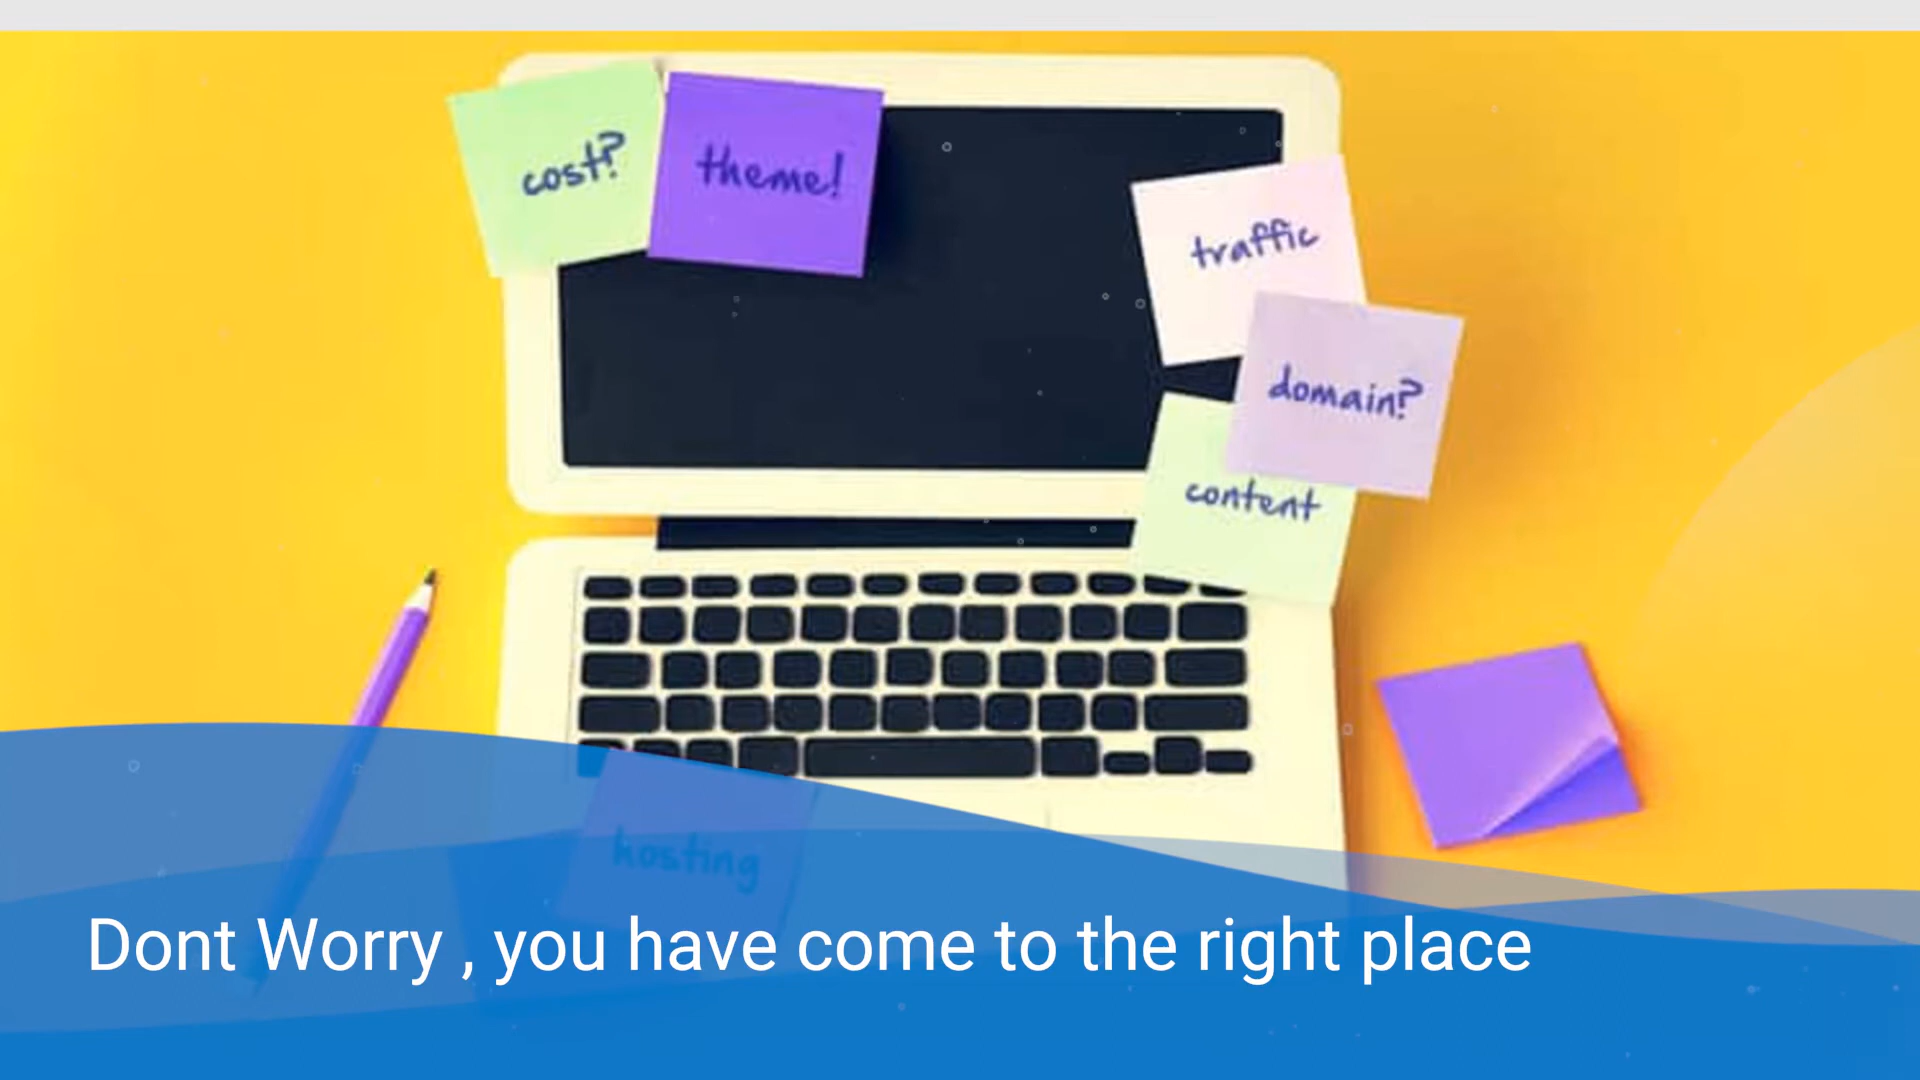 cost?
theme!
traffic
domain?
content
hosting
Dont Worry , you have come to the right place